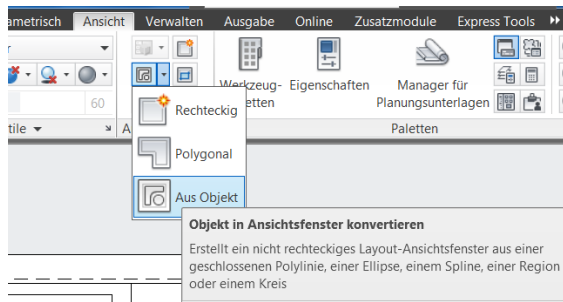 ametrisch Ansicht Verwalten Ausgabe Online Zusatzmodule Express Tools
r
Werkzeug- Eigenschaften Manager für
etten Planungsunterlagen
60
tile A Paletten
Rechteckig
Polygonal
Aus Objekt
Objekt in Ansichtsfenster konvertieren
Erstellt ein nicht rechteckiges Layout-Ansichtsfenster aus einer
geschlossenen Polylinie, einer Ellipse, einem Spline, einer Region
oder einem Kreis